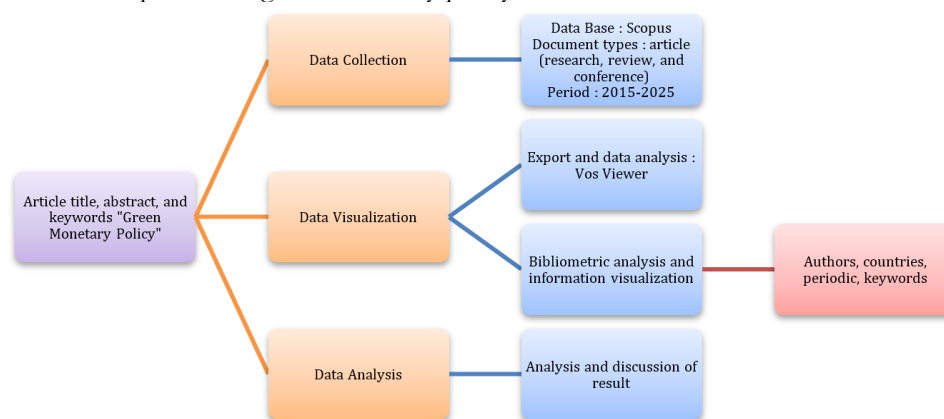 Data Collection
Data Base : Scopus
Document types : article
(research, review, and
conference)
Period : 2015-2025
Article title, abstract, and
keywords "Green
Monetary Policy"
Data Visualization
Export and data analysis :
Vos Viewer
Bibliometric analysis and
information visualization
Authors, countries,
periodic, keywords
Data Analysis
Analysis and discussion of
result